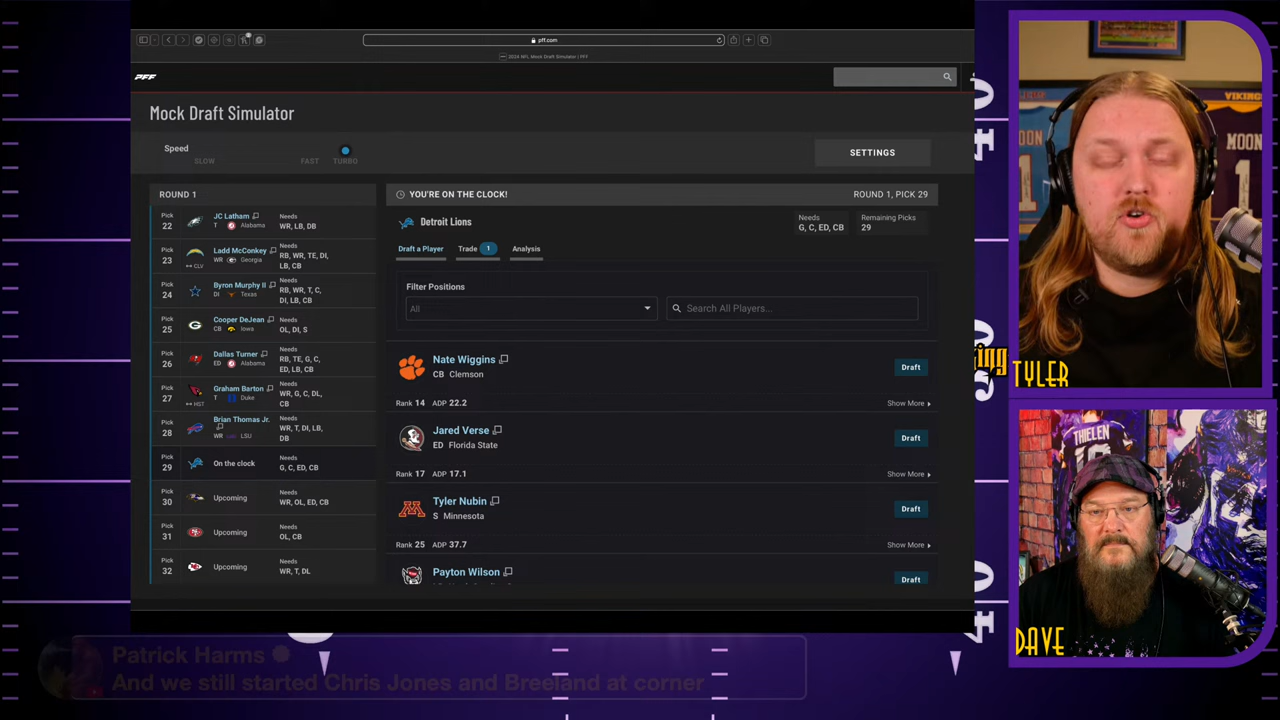 pff.com
2024 NFL Mock Draft Simulator | PFF
PFF
Mock Draft Simulator
Speed
SLOW
FAST
TURBO
SETTINGS
ROUND 1
Pick 22
JC Latham
T Alabama
Needs
WR, LB, DB
Pick 23
Ladd McConkey
WR Georgia
CLV
Needs
RB, WR, TE, DI,
LB, CB
Pick 24
Byron Murphy II
DI Texas
Needs
RB, WR, T, C,
DI, LB, CB
Pick 25
Cooper DeJean
CB Iowa
Needs
OL, DI, S
Pick 26
Dallas Turner
ED Alabama
Needs
RB, TE, G, C,
ED, LB, CB
Pick 27
Graham Barton
T Duke
HST
Needs
WR, G, C, DL,
CB
Pick 28
Brian Thomas Jr.
WR LSU
Needs
WR, T, DI, LB,
DB
Pick 29
On the clock
Needs
G, C, ED, CB
Pick 30
Upcoming
Needs
WR, OL, ED, CB
Pick 31
Upcoming
Needs
OL, CB
Pick 32
Upcoming
Needs
WR, T, DL
YOU'RE ON THE CLOCK!
ROUND 1, PICK 29
Detroit Lions
Needs
G, C, ED, CB
Remaining Picks
29
Draft a Player
Trade 1
Analysis
Filter Positions
All
Search All Players...
Nate Wiggins
CB Clemson
Draft
Rank 14 ADP 22.2
Show More
Jared Verse
ED Florida State
Draft
Rank 17 ADP 17.1
Show More
Tyler Nubin
S Minnesota
Draft
Rank 25 ADP 37.7
Show More
Payton Wilson
Draft
Patrick Harms
And we still started Chris Jones and Breeland at corner
VIKINGS
MOON
1
TYLER
THIELEN
DAVE